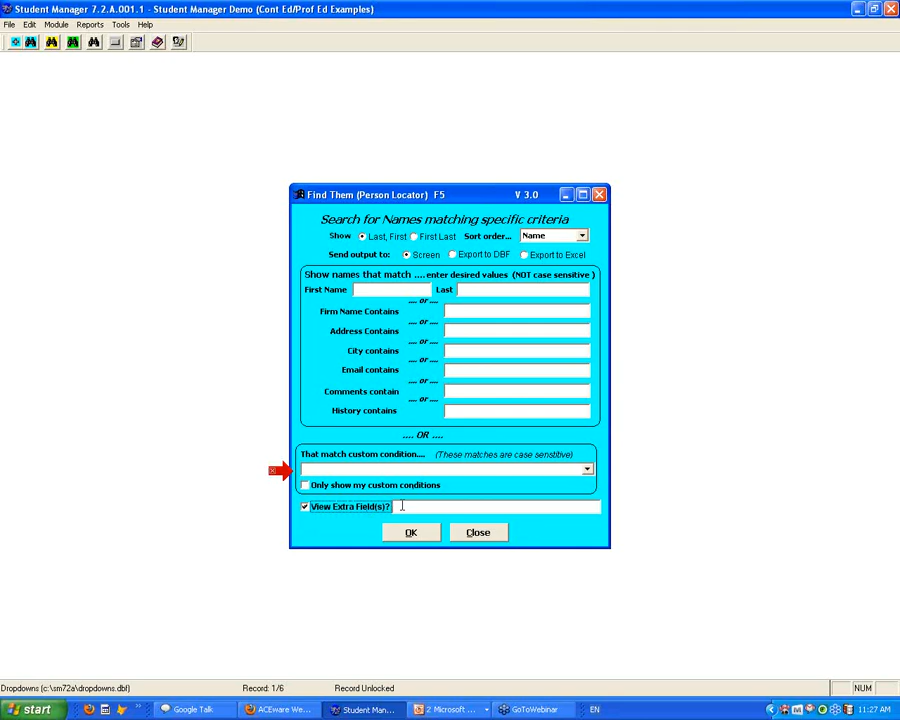 Student Manager 7.2.A.001.1 - Student Manager Demo (Cont Ed/Prof Ed Examples)
File Edit Module Reports Tools Help
Find Them (Person Locator) F5 V 3.0
Search for Names matching specific criteria
Show Last, First First Last Sort order... Name
Send output to: Screen Export to DBF Export to Excel
Show names that match ....enter desired values (NOT case sensitive )
First Name Last
.... or ....
Firm Name Contains
.... or ....
Address Contains
.... or ....
City contains
.... or ....
Email contains
.... or ....
Comments contain
.... or ....
History contains
.... OR ....
That match custom condition.... (These matches are case sensitive)
Only show my custom conditions
View Extra Field(s)?
OK Close
Dropdowns (c:\sm72a\dropdowns.dbf) Record: 1/6 Record Unlocked NUM
start Google Talk ACEware We... Student Man... 2 Microsoft ... GoToWebinar EN 11:27 AM